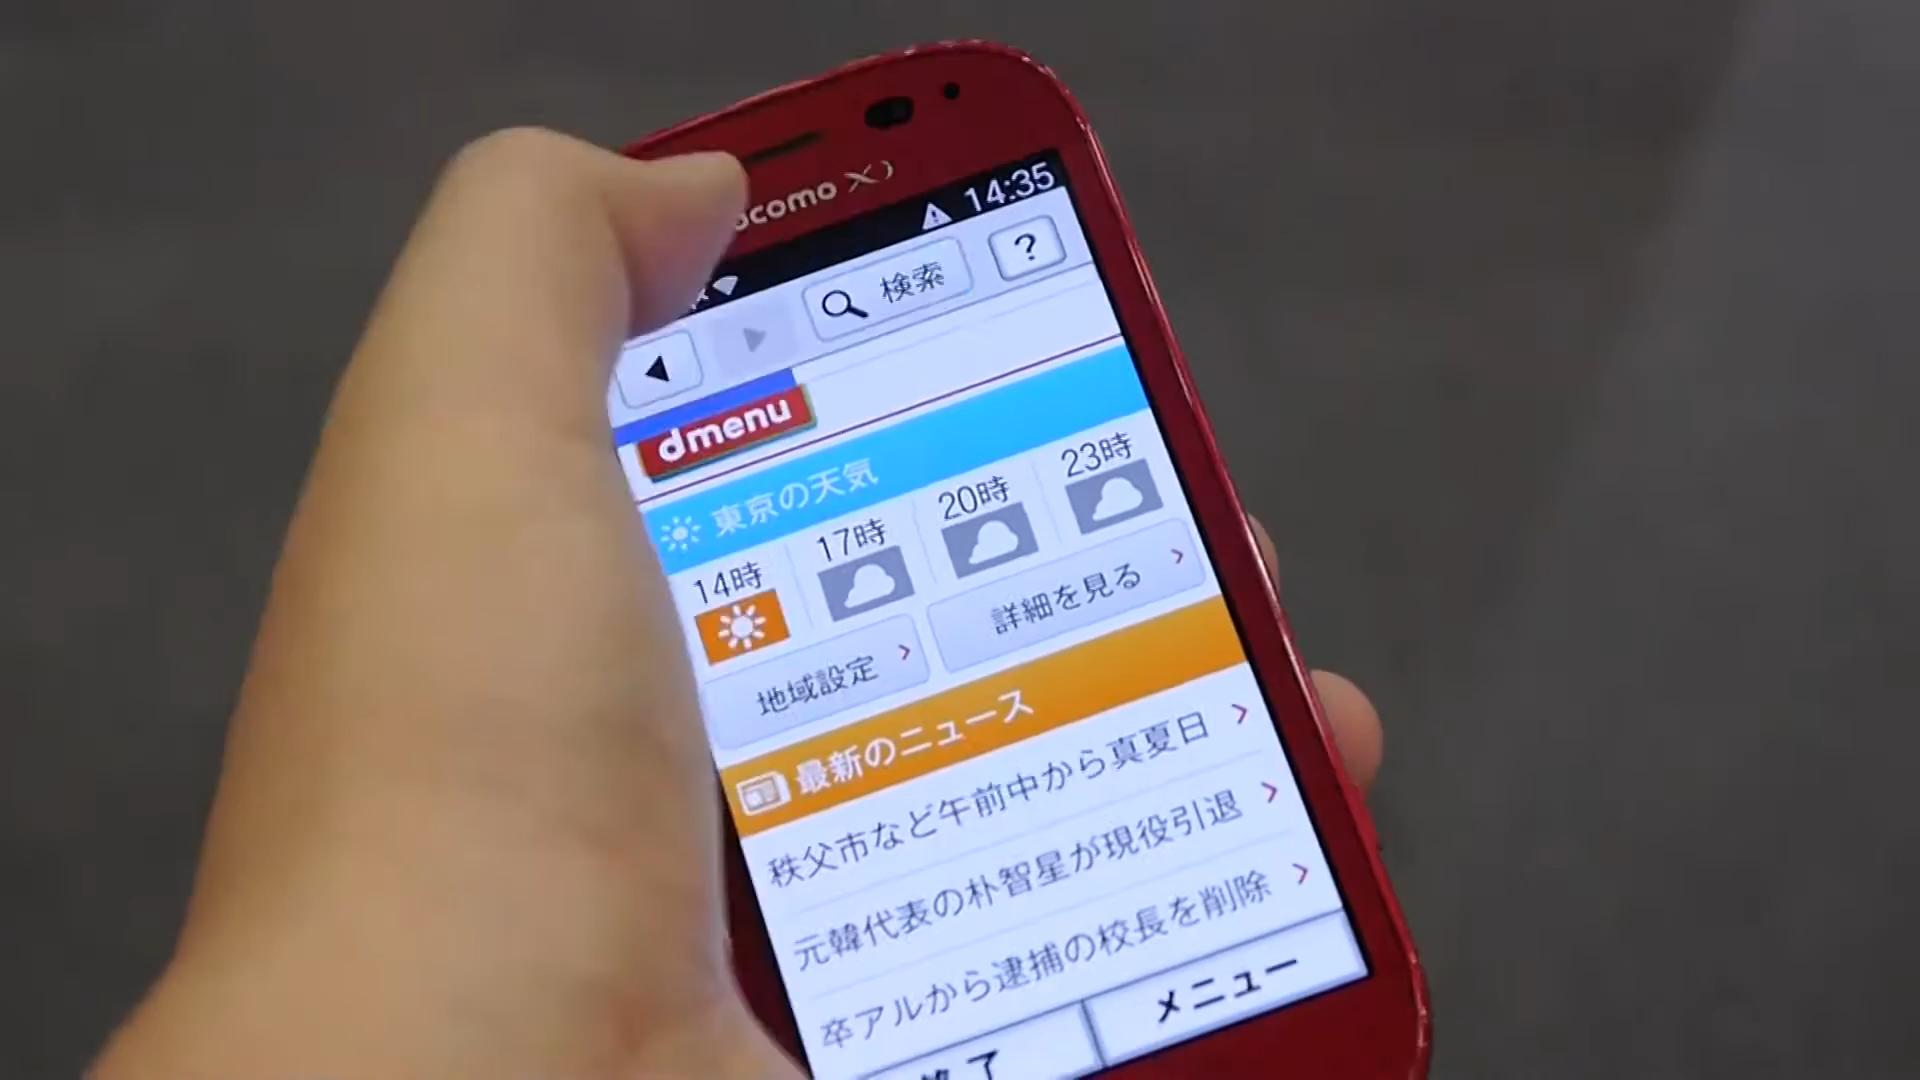 docomo Xi
14:35
検索
?
dmenu
東京の天気
14時 17時 20時 23時
地域設定
詳細を見る
最新のニュース
秩父市など午前中から真夏日
元韓代表の朴智星が現役引退
卒アルから逮捕の校長を削除
終了
メニュー